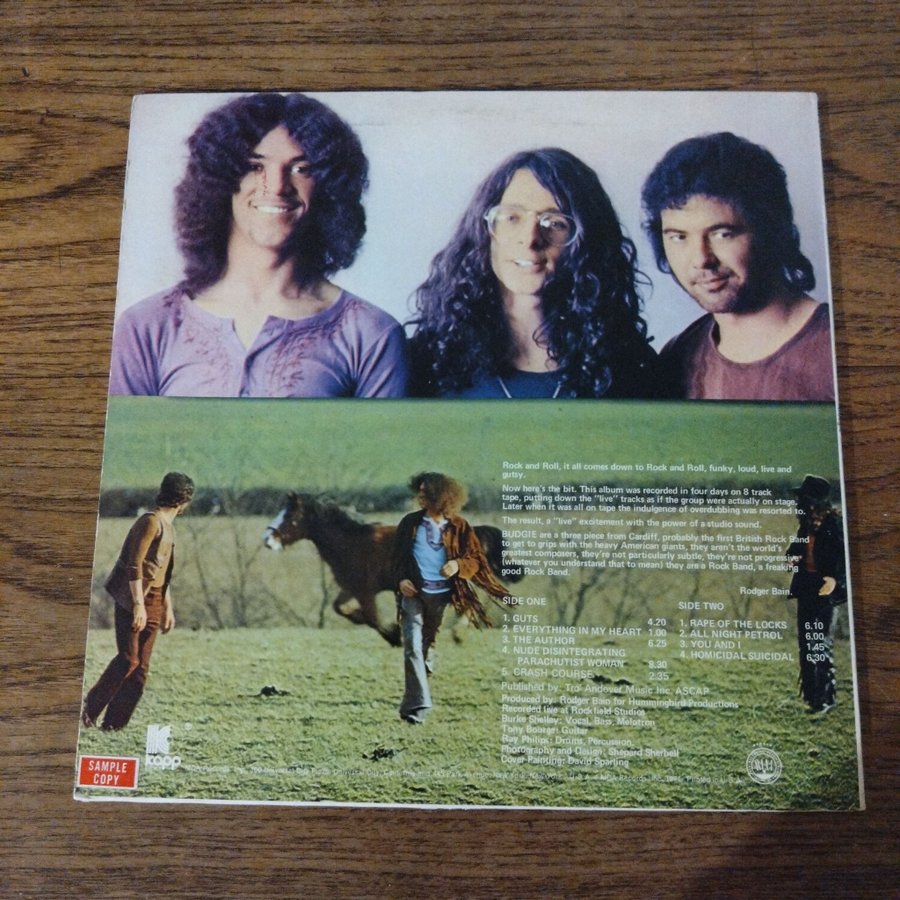 Rock and Roll, it all comes down to Rock and Roll, funky, loud, live and
gutsy.
Now here's the bit. This album was recorded in four days on 8 track
tape, putting down the "live" tracks as if the group were actually on stage.
Later when it was all on tape the indulgence of overdubbing was resorted to.
The result, a "live" excitement with the power of a studio sound.
BUDGIE are a three piece from Cardiff, probably the first British Rock Band
to get to grips with the heavy American giants, they aren't the world's
greatest composers, they're not particularly subtle, they're not progressive
(whatever you understand that to mean) they are a Rock Band, a freaking
good Rock Band.
Rodger Bain.
SIDE ONE
1. GUTS 4.20
2. EVERYTHING IN MY HEART 1.00
3. THE AUTHOR 6.25
4. NUDE DISINTEGRATING
PARACHUTIST WOMAN 8.30
5. CRASH COURSE 2.35
SIDE TWO
1. RAPE OF THE LOCKS 6.10
2. ALL NIGHT PETROL 6.00
3. YOU AND I 1.45
4. HOMICIDAL SUICIDAL 6.30
Published by: Tro-Andover Music Inc. ASCAP
Produced by: Rodger Bain for Hummingbird Productions
Recorded live at Rockfield Studios
Burke Shelley: Vocal, Bass, Melotron
Tony Bourge: Guitar
Ray Philips: Drums, Percussion
Photography and Design: Shepard Sherbell
Cover Painting: David Sparling
kapp
SAMPLE
COPY